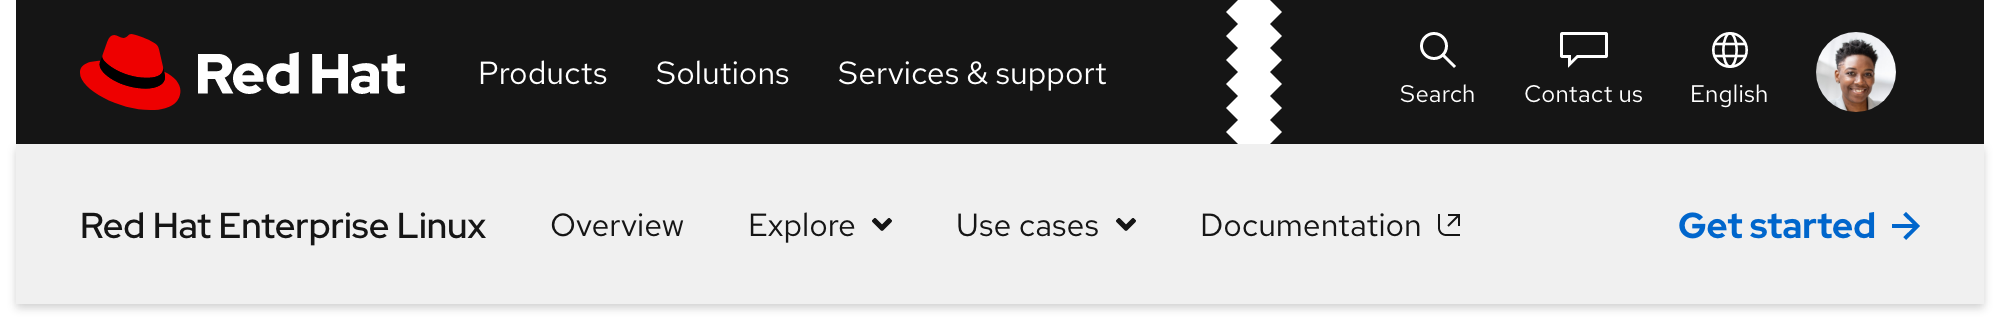 Red Hat Products Solutions Services & support Search Contact us English
Red Hat Enterprise Linux Overview Explore Use cases Documentation Get started